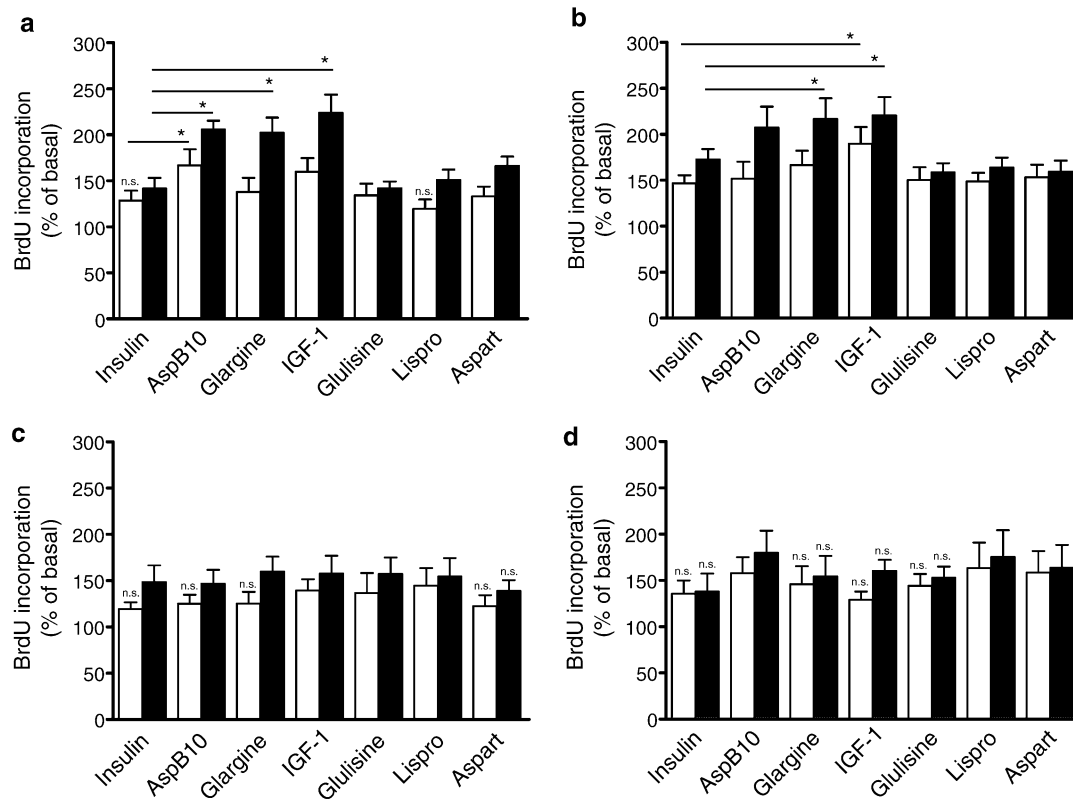 a
BrdU incorporation
(% of basal)
300
250
200
150
100
50
0
*
*
*
*
n.s.
n.s.
Insulin
AspB10
Glargine
IGF-1
Glulisine
Lispro
Aspart
b
BrdU incorporation
(% of basal)
300
250
200
150
100
50
0
*
*
*
Insulin
AspB10
Glargine
IGF-1
Glulisine
Lispro
Aspart
c
BrdU incorporation
(% of basal)
300
250
200
150
100
50
0
n.s.
n.s.
n.s.
n.s.
n.s.
Insulin
AspB10
Glargine
IGF-1
Glulisine
Lispro
Aspart
d
BrdU incorporation
(% of basal)
300
250
200
150
100
50
0
n.s.
n.s.
n.s.
n.s.
n.s.
n.s.
n.s.
n.s.
Insulin
AspB10
Glargine
IGF-1
Glulisine
Lispro
Aspart